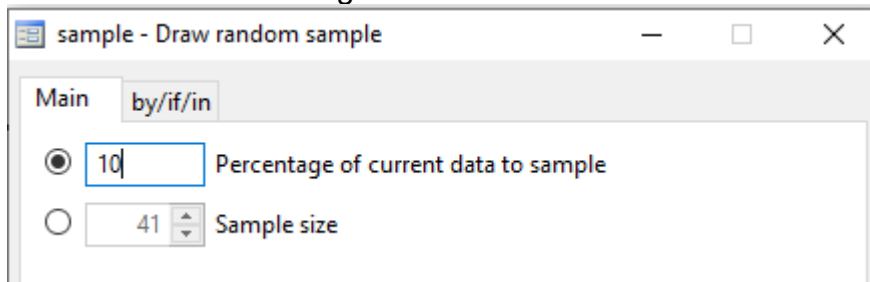 sample - Draw random sample
Main by/if/in
10 Percentage of current data to sample
41 Sample size